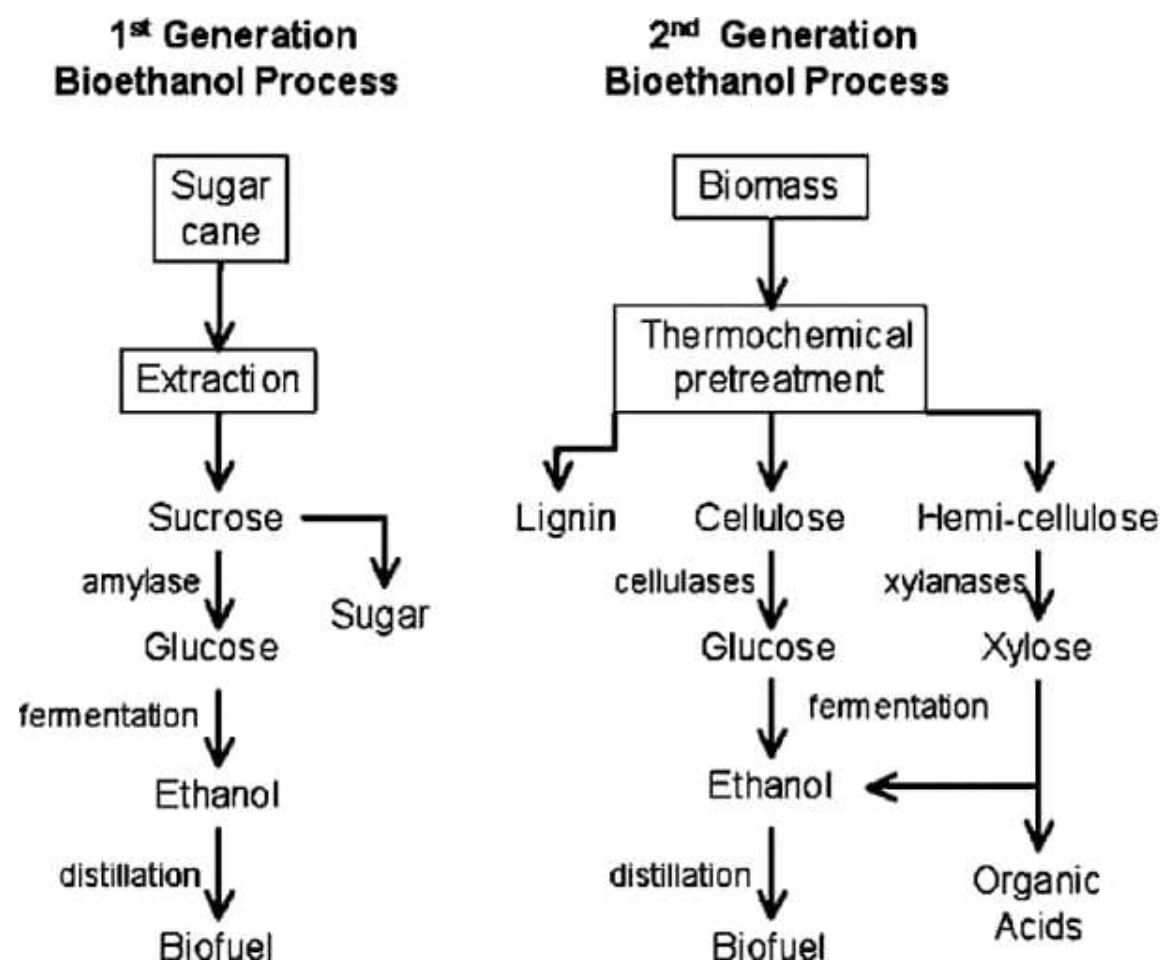 1st Generation
Bioethanol Process
Sugar
cane
Extraction
Sucrose
amylase
Sugar
Glucose
fermentation
Ethanol
distillation
Biofuel
2nd Generation
Bioethanol Process
Biomass
Thermochemical
pretreatment
Lignin
Cellulose
Hemi-cellulose
cellulases
xylanases
Glucose
Xylose
fermentation
Ethanol
distillation
Organic
Acids
Biofuel